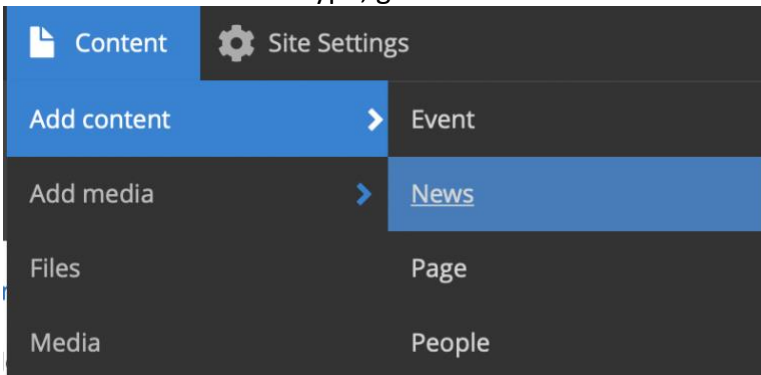 Content
Site Settings
Add content
Event
Add media
News
Files
Page
Media
People